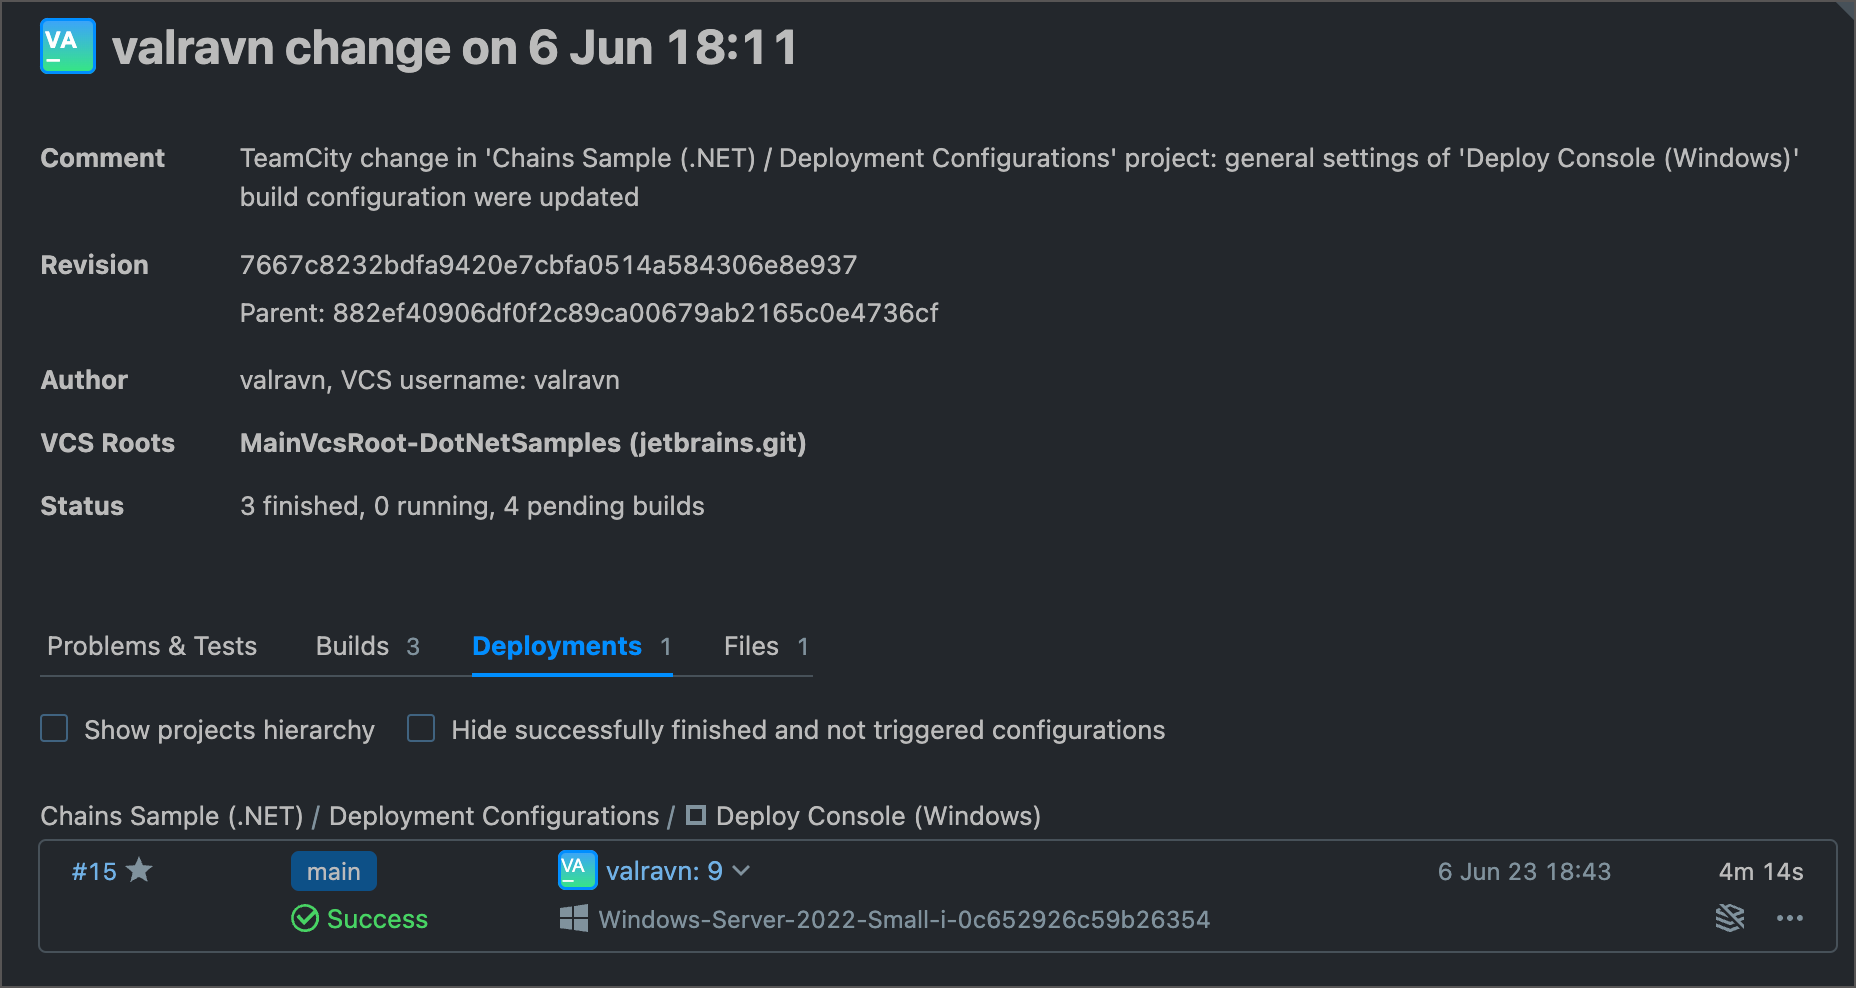 VA
valravn change on 6 Jun 18:11
Comment TeamCity change in 'Chains Sample (.NET) / Deployment Configurations' project: general settings of 'Deploy Console (Windows)'
build configuration were updated
Revision 7667c8232bdfa9420e7cbfa0514a584306e8e937
Parent: 882ef40906df0f2c89ca00679ab2165c0e4736cf
Author valravn, VCS username: valravn
VCS Roots MainVcsRoot-DotNetSamples (jetbrains.git)
Status 3 finished, 0 running, 4 pending builds
Problems & Tests Builds 3 Deployments 1 Files 1
Show projects hierarchy Hide successfully finished and not triggered configurations
Chains Sample (.NET) / Deployment Configurations / Deploy Console (Windows)
#15 main VA valravn: 9 6 Jun 23 18:43 4m 14s
Success Windows-Server-2022-Small-i-0c652926c59b26354